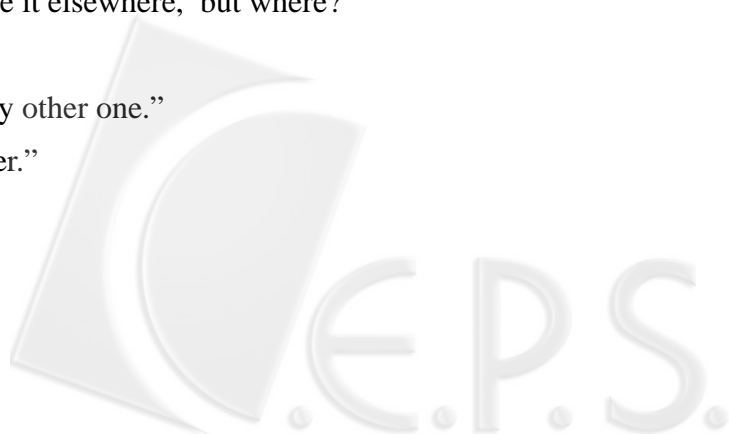 e it elsewhere, but where?
y other one.”
er.”
C.E.P.S.